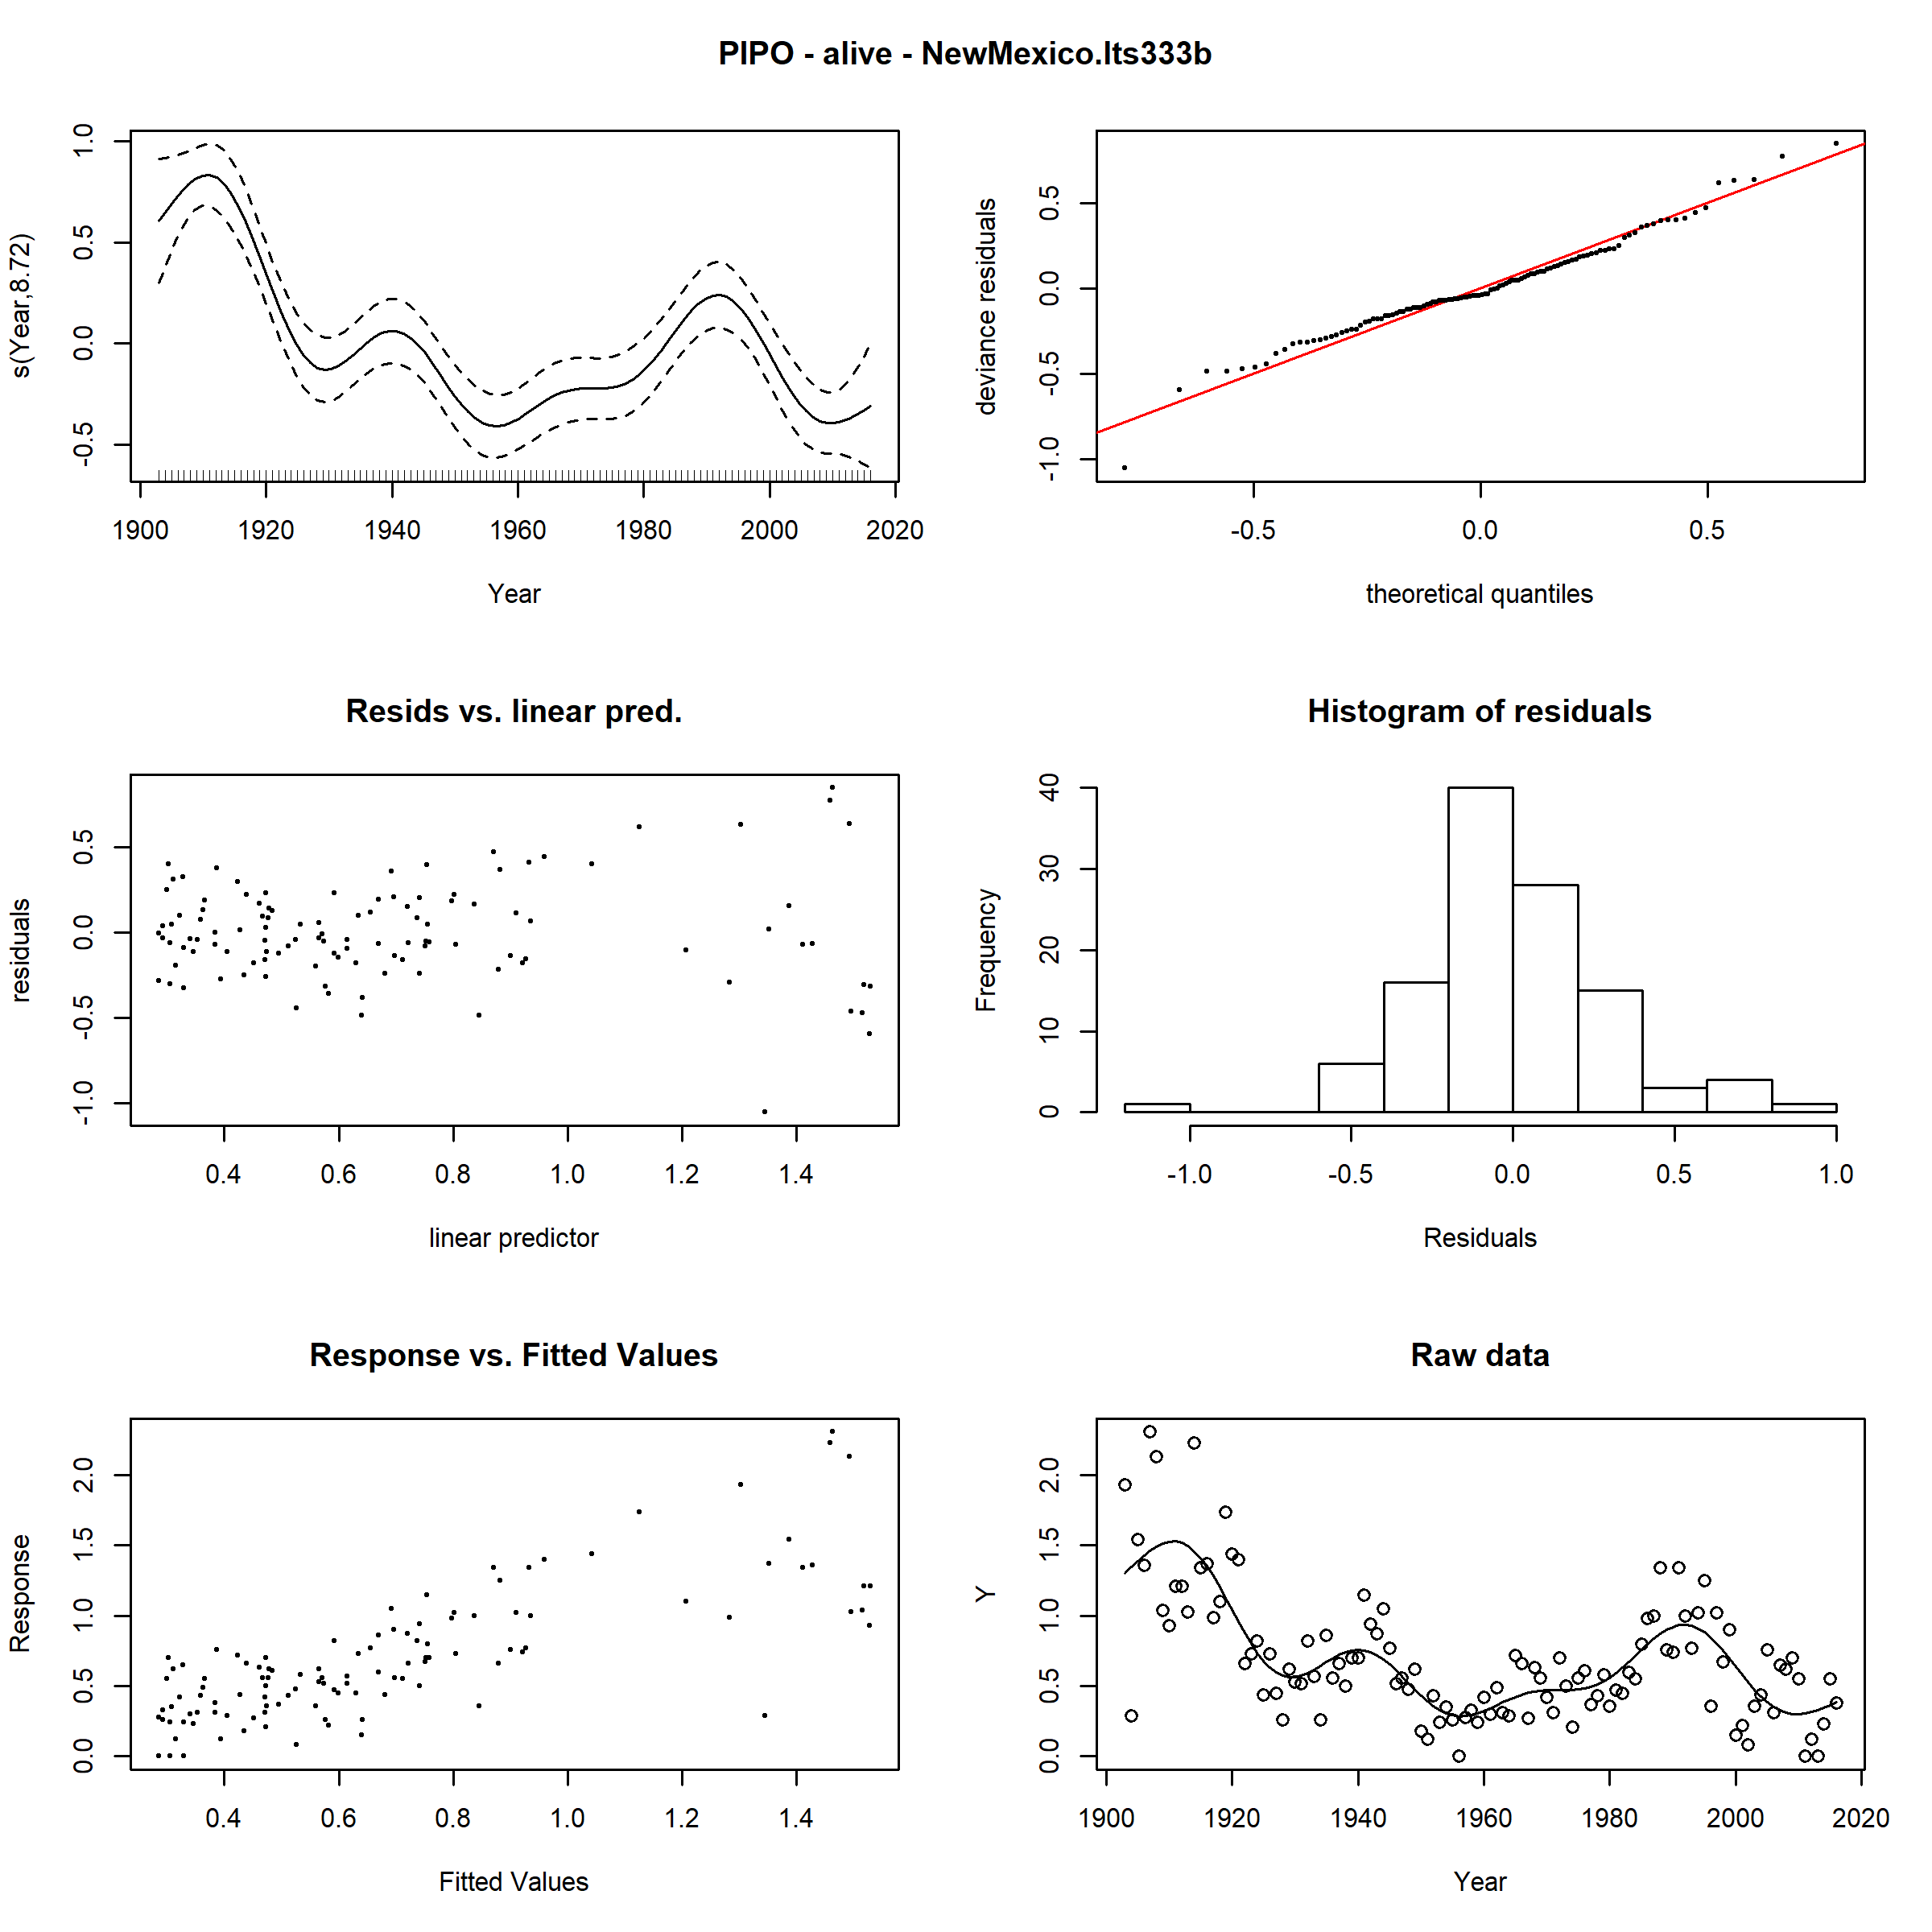 PIPO - alive - NewMexico.lts333b
s(Year,8.72)
-0.5 0.0 0.5 1.0
1900 1920 1940 1960 1980 2000 2020
Year
deviance residuals
-1.0 -0.5 0.0 0.5
-0.5 0.0 0.5
theoretical quantiles
Resids vs. linear pred.
residuals
-1.0 -0.5 0.0 0.5
0.4 0.6 0.8 1.0 1.2 1.4
linear predictor
Histogram of residuals
Frequency
0 10 20 30 40
-1.0 -0.5 0.0 0.5 1.0
Residuals
Response vs. Fitted Values
Response
0.0 0.5 1.0 1.5 2.0
0.4 0.6 0.8 1.0 1.2 1.4
Fitted Values
Raw data
Y
0.0 0.5 1.0 1.5 2.0
1900 1920 1940 1960 1980 2000 2020
Year